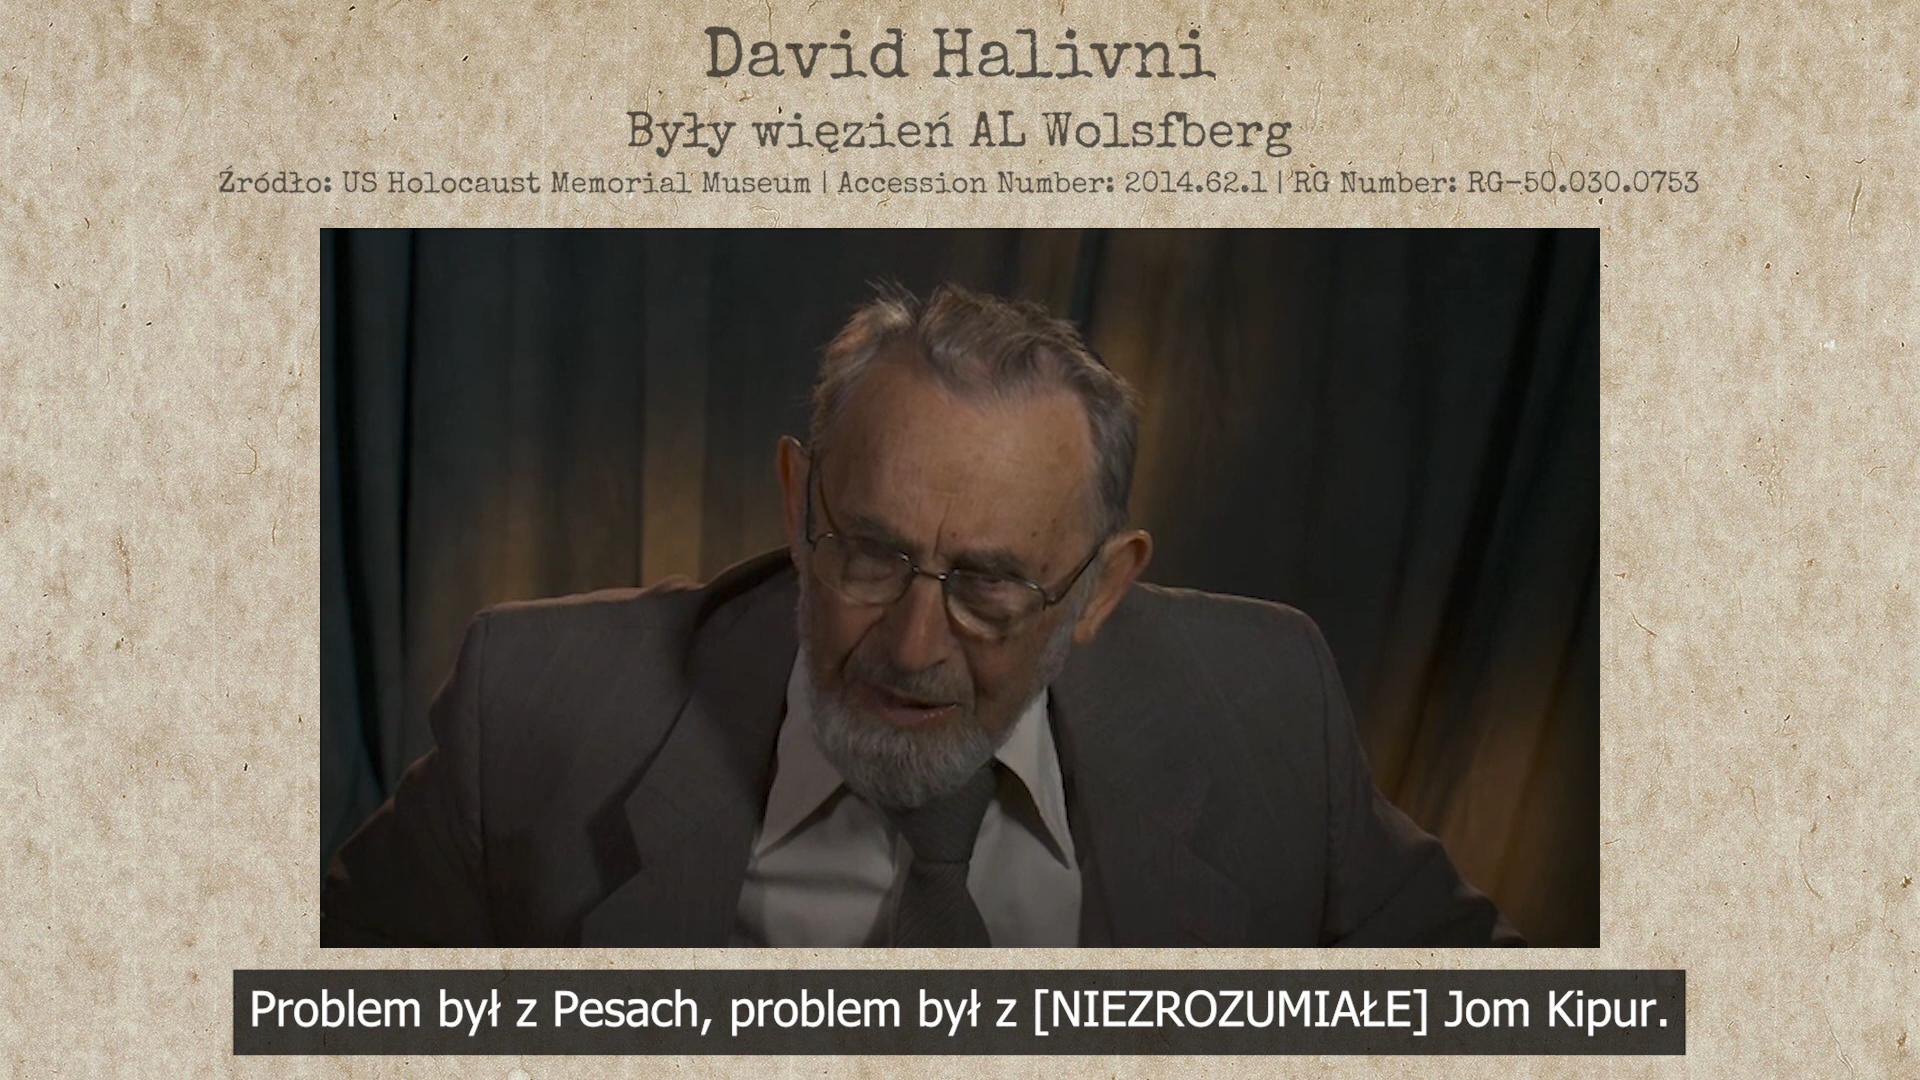 David Halivni
Były więzień AL Wolsfberg
Źródło: US Holocaust Memorial Museum | Accession Number: 2014.62.1 | RG Number: RG-50.030.0753
Problem był z Pesach, problem był z [NIEZROZUMIAŁE] Jom Kipur.